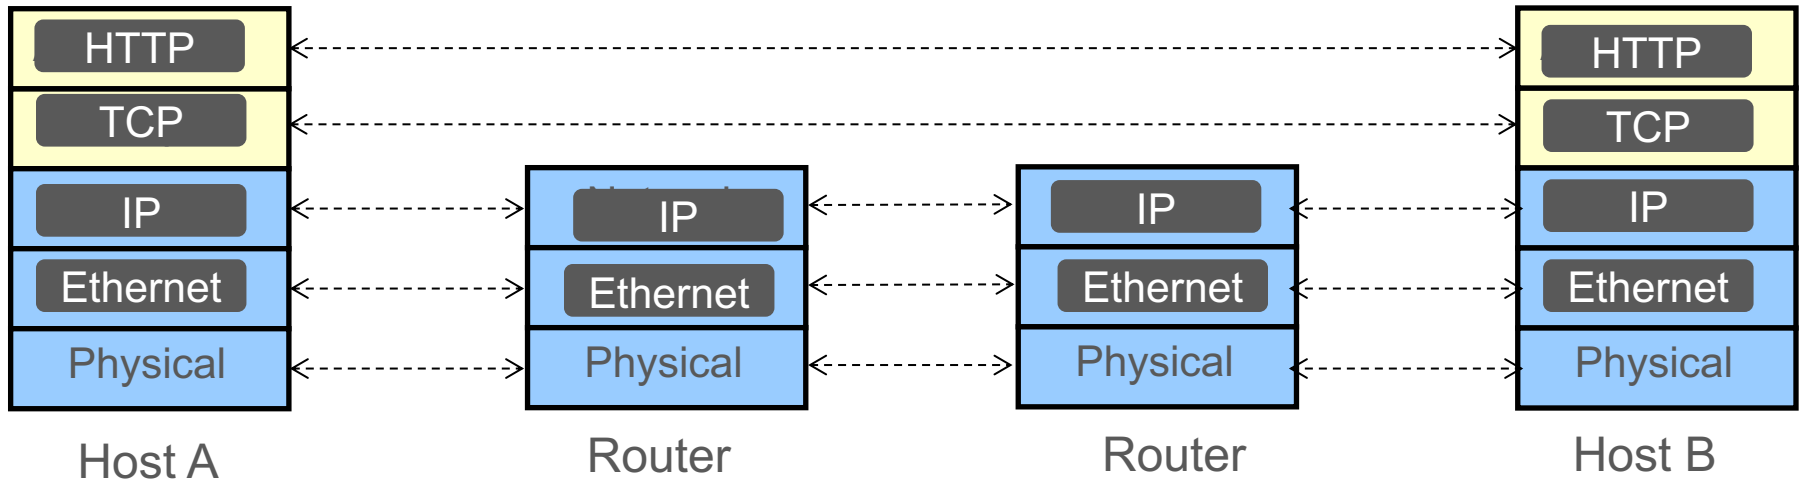 HTTP
TCP
IP
Ethernet
Physical
Host A
IP
Ethernet
Physical
Router
IP
Ethernet
Physical
Router
HTTP
TCP
IP
Ethernet
Physical
Host B